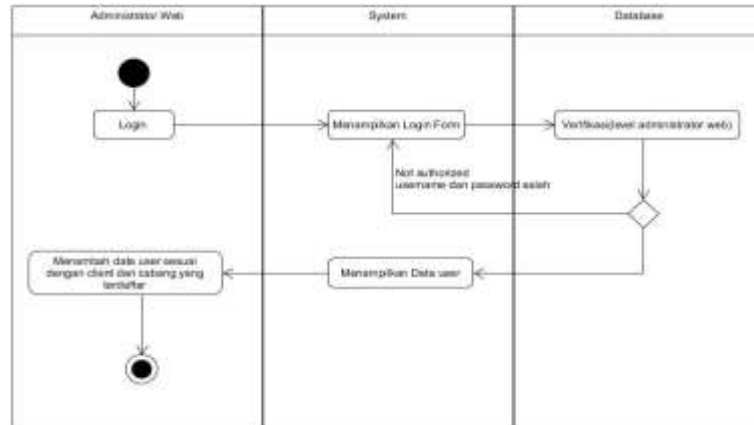 Administrator Web
System
Database
Login
Menampilkan Login Form
Verifikasi(level administrator web)
Not authorized
username dan password salah
Menambah data user sesuai
dengan client dan cabang yang
terdaftar
Menampilkan Data user